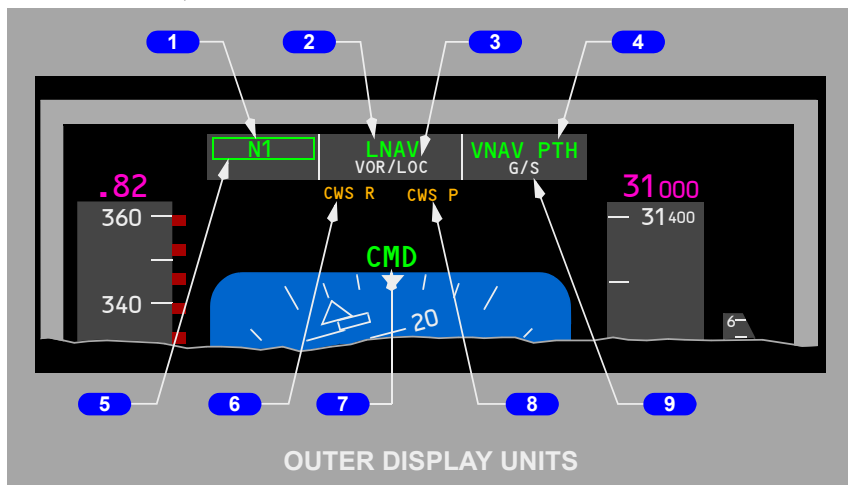 1 2 3 4
N1 LNAV VNAV PTH
VOR/LOC G/S
.82 CWS R CWS P 31000
360 31400
CMD
340 20 6
5 6 7 8 9
OUTER DISPLAY UNITS